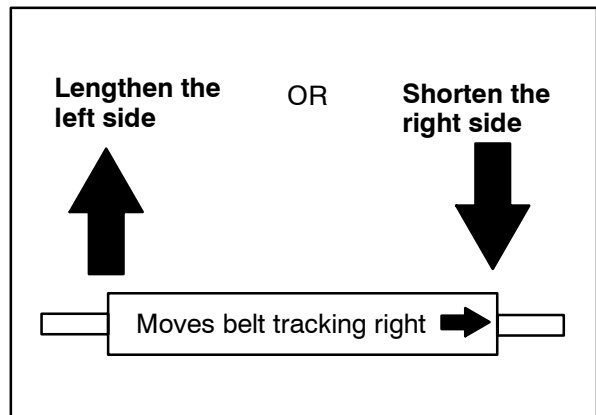 Lengthen the
left side
OR
Shorten the
right side
Moves belt tracking right